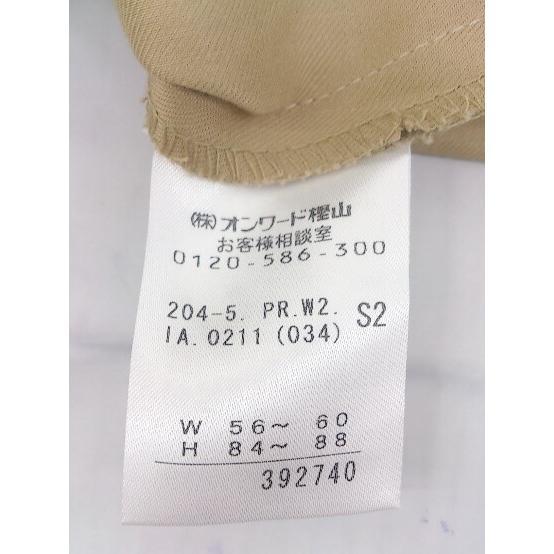 (株)オンワード樫山
お客様相談室
0120-586-300
204-5. PR.W2. S2
IA.0211 (034)
W 56～ 60
H 84～ 88
392740